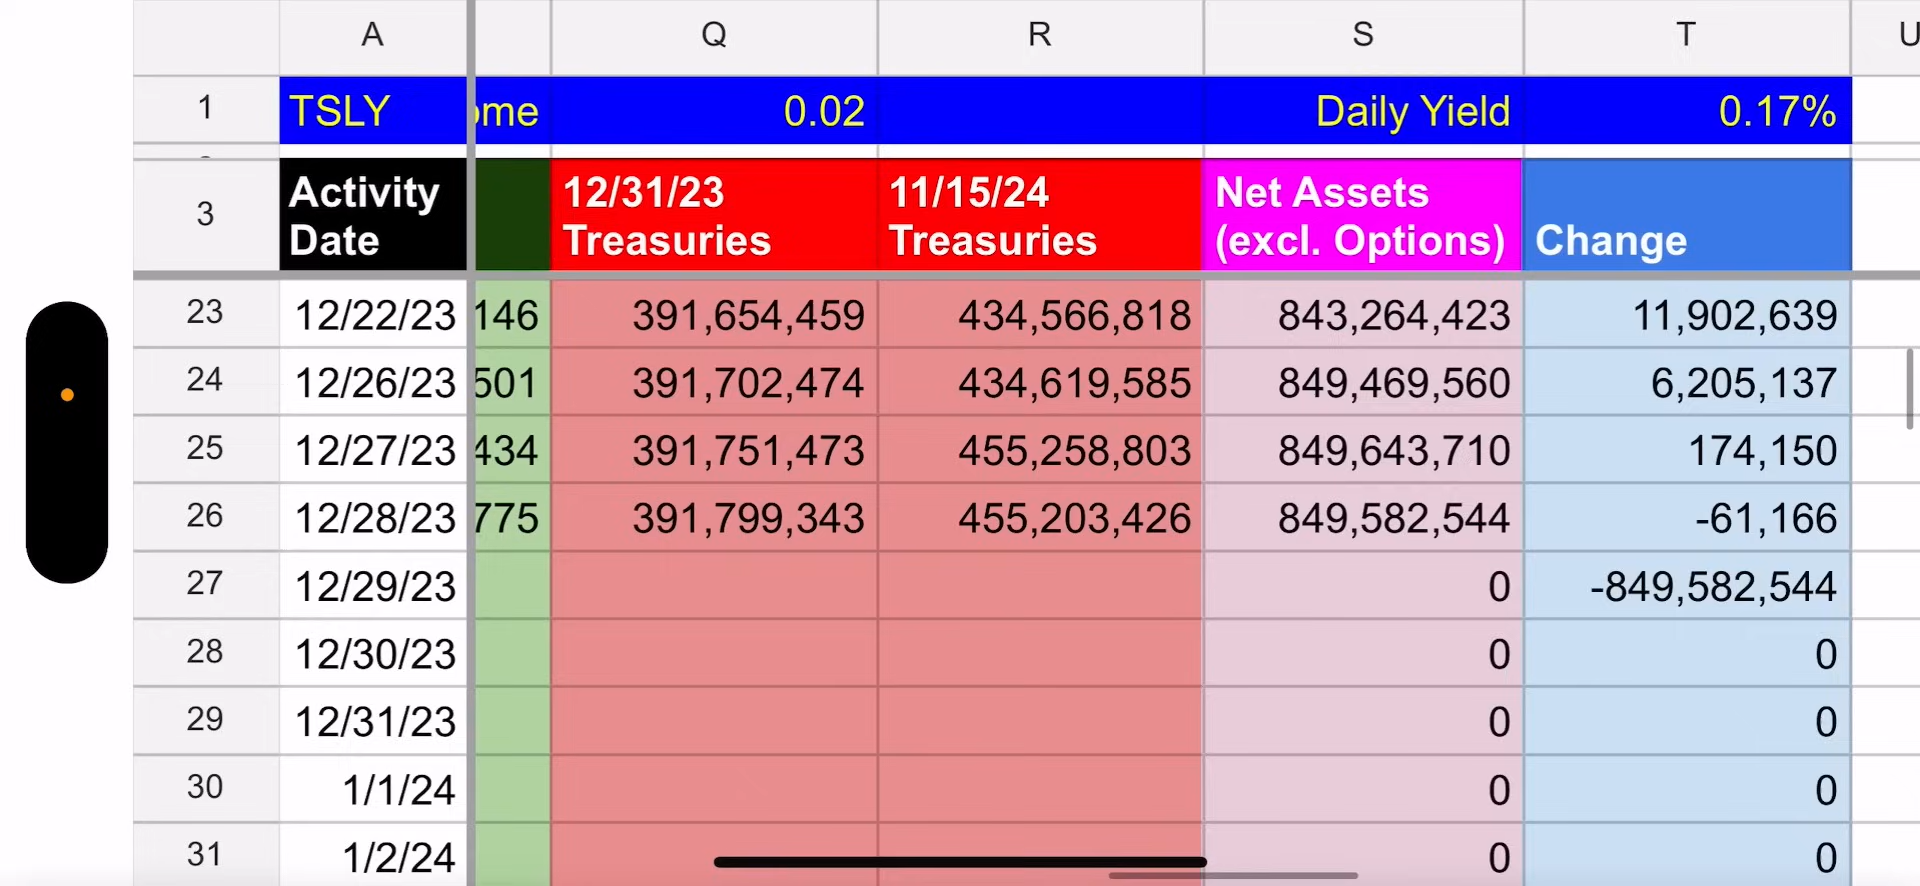 A Q R S T U
1 TSLY ome 0.02 Daily Yield 0.17%
3 Activity Date 12/31/23 Treasuries 11/15/24 Treasuries Net Assets (excl. Options) Change
23 12/22/23 146 391,654,459 434,566,818 843,264,423 11,902,639
24 12/26/23 501 391,702,474 434,619,585 849,469,560 6,205,137
25 12/27/23 434 391,751,473 455,258,803 849,643,710 174,150
26 12/28/23 775 391,799,343 455,203,426 849,582,544 -61,166
27 12/29/23 0 -849,582,544
28 12/30/23 0 0
29 12/31/23 0 0
30 1/1/24 0 0
31 1/2/24 0 0